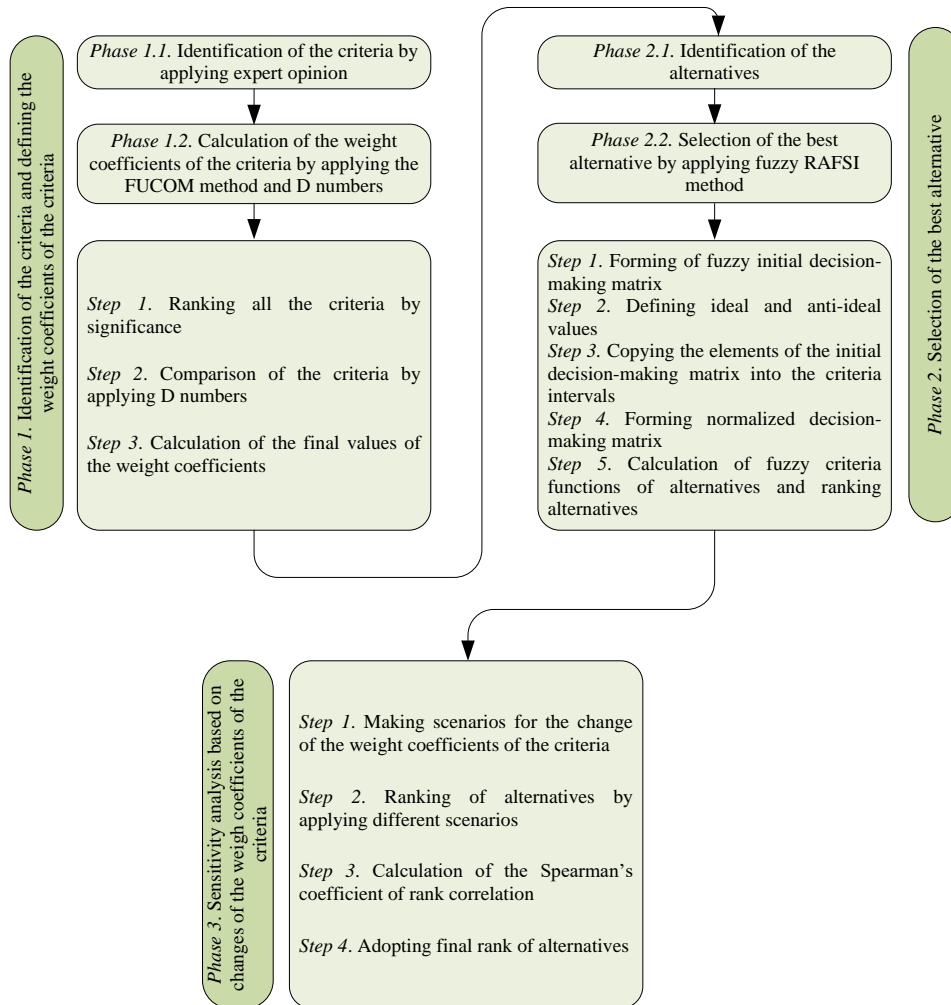 Phase 1. Identification of the criteria and defining the
weight coefficients of the criteria
Phase 1.1. Identification of the criteria by
applying expert opinion
Phase 1.2. Calculation of the weight
coefficients of the criteria by applying the
FUCOM method and D numbers
Step 1. Ranking all the criteria by
significance
Step 2. Comparison of the criteria by
applying D numbers
Step 3. Calculation of the final values of
the weight coefficients
Phase 2.1. Identification of the
alternatives
Phase 2.2. Selection of the best
alternative by applying fuzzy RAFSI
method
Step 1. Forming of fuzzy initial decision-
making matrix
Step 2. Defining ideal and anti-ideal
values
Step 3. Copying the elements of the initial
decision-making matrix into the criteria
intervals
Step 4. Forming normalized decision-
making matrix
Step 5. Calculation of fuzzy criteria
functions of alternatives and ranking
alternatives
Phase 2. Selection of the best alternative
Phase 3. Sensitivity analysis based on
changes of the weigh coefficients of the
criteria
Step 1. Making scenarios for the change
of the weight coefficients of the criteria
Step 2. Ranking of alternatives by
applying different scenarios
Step 3. Calculation of the Spearman’s
coefficient of rank correlation
Step 4. Adopting final rank of alternatives